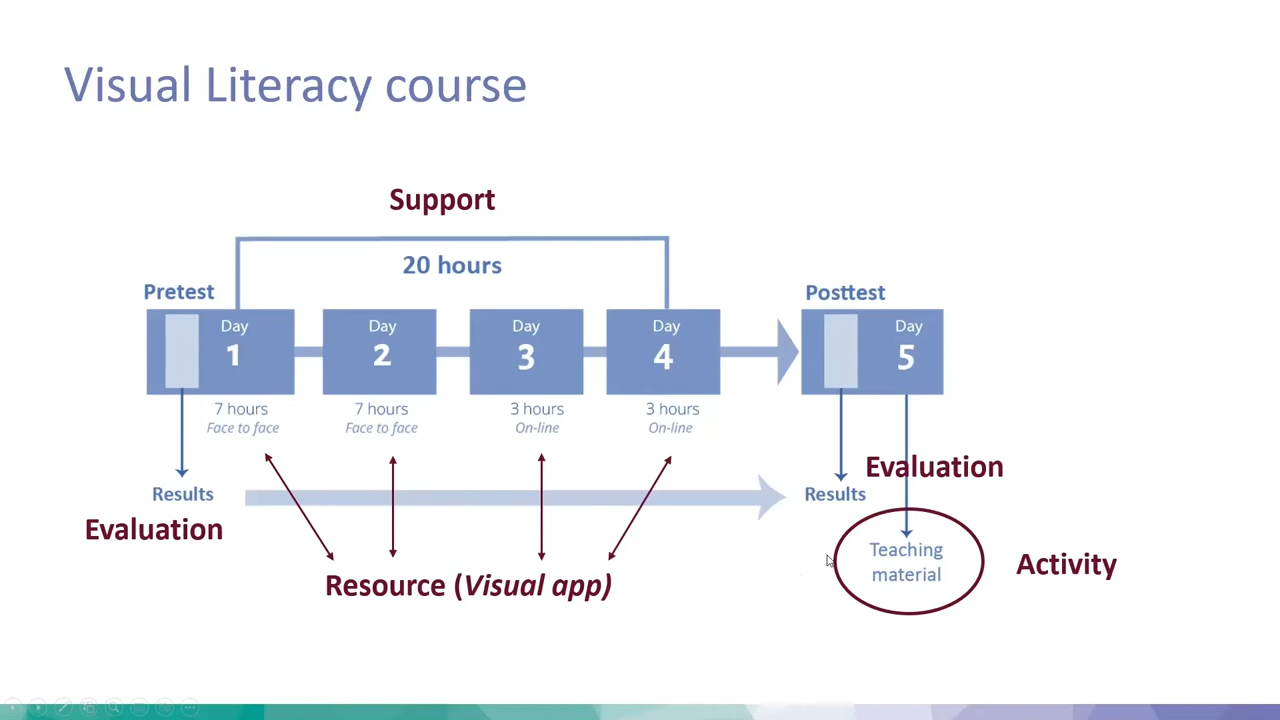 Visual Literacy course
Support
20 hours
Pretest
Posttest
Day
1
Day
2
Day
3
Day
4
Day
5
7 hours
Face to face
7 hours
Face to face
3 hours
On-line
3 hours
On-line
Results
Evaluation
Results
Evaluation
Resource (Visual app)
Teaching
material
Activity